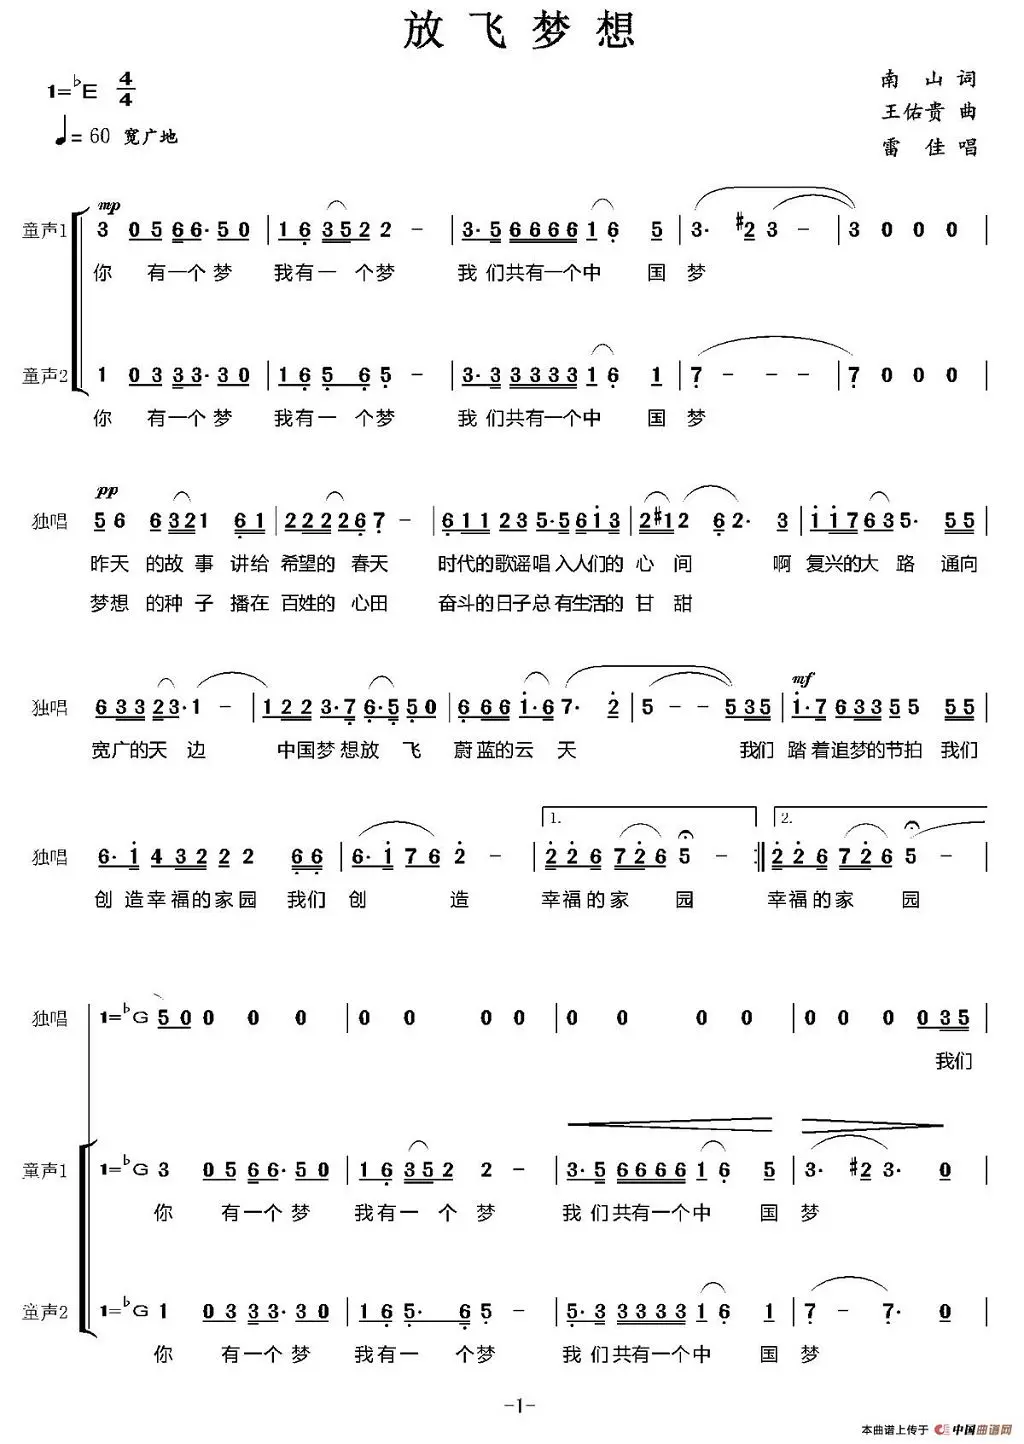 放飞梦想
1=♭E 4/4
南 山 词
王佑贵 曲
♩= 60 宽广地
雷 佳 唱
mp
童声1 3 0 5 6 6· 5 0 | 1 6 3 5 2 2 - | 3· 5 6 6 6 6 1 6 5 | 3· #2 3 - | 3 0 0 0 |
你 有一个梦 我有一 个梦 我们共有一个中 国梦
童声2 1 0 3 3 3· 3 0 | 1 6 5 6 5 - | 3· 3 3 3 3 3 1 6 1 | 7 - - - | 7 0 0 0 |
你 有一个梦 我有一 个梦 我们共有一个中 国梦
pp
独唱 5 6 6 3 2 1 6 1 | 2 2 2 2 6 7 - | 6 1 1 2 3 5· 5 6 i 3 | 2 #1 2 6 2· 3 | i i 7 6 3 5· 5 5 |
昨天 的故 事 讲给 希望的 春天 时代的歌谣唱入人们的 心 间 啊 复兴的大 路 通向
梦想 的种 子 播在 百姓的 心田 奋斗的日子总有生活的 甘 甜
mf
独唱 6 3 3 2 3· 1 - | 1 2 2 3· 7 6· 5 5 0 | 6 6 6 i· 6 7· 2 | 5 - - 5 3 5 | i· 7 6 3 3 5 5 5 5 |
宽广的天 边 中国梦想放 飞 蔚蓝的云 天 我们 踏着追梦的节拍 我们
1. 2.
独唱 6· i 4 3 2 2 2 6 6 | 6· i 7 6 2 - | 2 2 6 7 2 6 5 - :| 2 2 6 7 2 6 5 - |
创造幸福的家园 我们 创 造 幸福的家 园 幸福的家 园
独唱 1=♭G 5 0 0 0 0 | 0 0 0 0 | 0 0 0 0 | 0 0 0 0 3 5 |
我们
童声1 1=♭G 3 0 5 6 6· 5 0 | 1 6 3 5 2 2 - | 3· 5 6 6 6 6 1 6 5 | 3· #2 3· 0 |
你 有一个梦 我有一 个梦 我们共有一个中 国梦
童声2 1=♭G 1 0 3 3 3· 3 0 | 1 6 5· 6 5 - | 5· 3 3 3 3 3 1 6 1 | 7 - 7· 0 |
你 有一个梦 我有一 个梦 我们共有一个中 国梦
-1-
本曲谱上传于 中国曲谱网